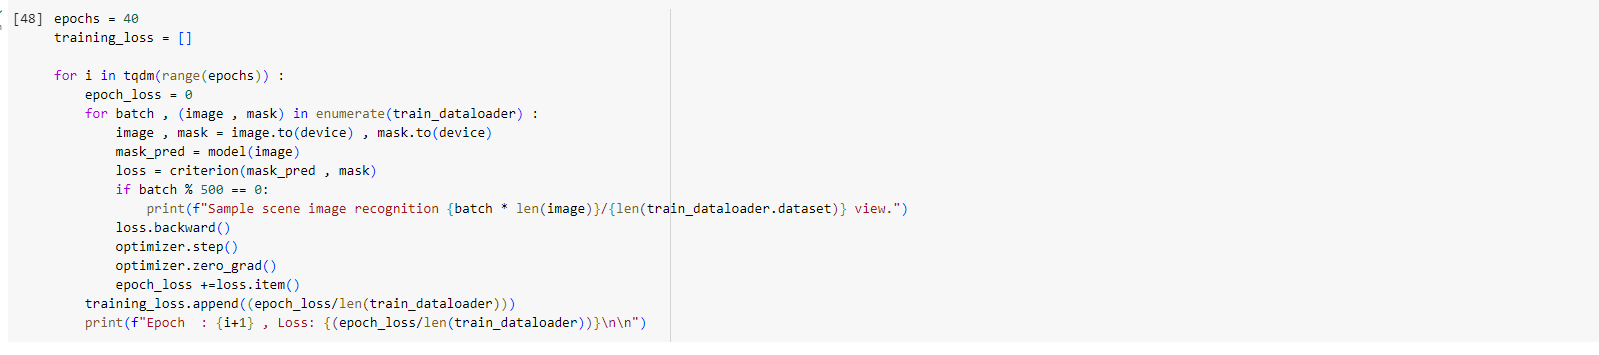 [48] epochs = 40
training_loss = []
for i in tqdm(range(epochs)) :
epoch_loss = 0
for batch , (image , mask) in enumerate(train_dataloader) :
image , mask = image.to(device) , mask.to(device)
mask_pred = model(image)
loss = criterion(mask_pred , mask)
if batch % 500 == 0:
print(f"Sample scene image recognition {batch * len(image)}/{len(train_dataloader.dataset)} view.")
loss.backward()
optimizer.step()
optimizer.zero_grad()
epoch_loss +=loss.item()
training_loss.append((epoch_loss/len(train_dataloader)))
print(f"Epoch  : {i+1} , Loss: {(epoch_loss/len(train_dataloader))}\n\n")